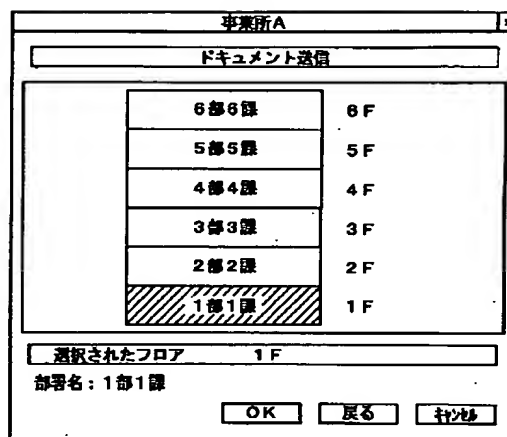 事業所A
ドキュメント送信
6部6課 6F
5部5課 5F
4部4課 4F
3部3課 3F
2部2課 2F
1部1課 1F
選択されたフロア 1F
部署名：1部1課
OK 戻る キャンセル